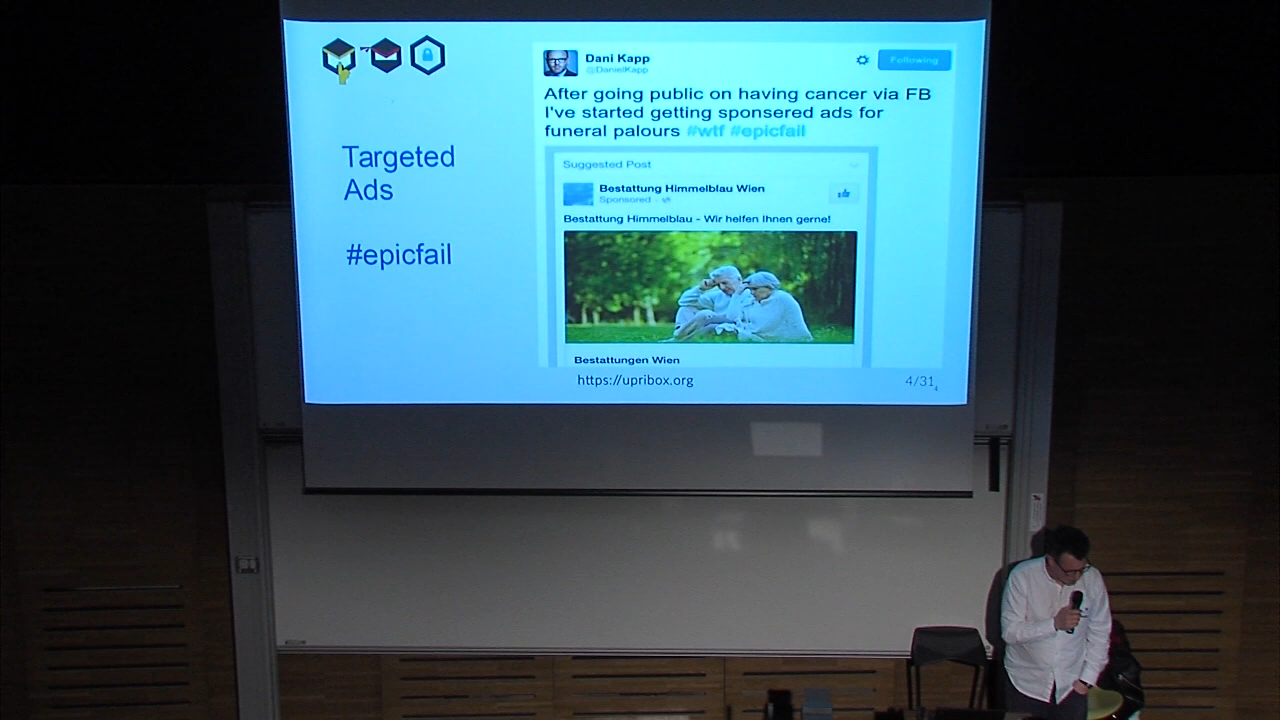 Targeted
Ads
#epicfail
Dani Kapp
@DanielKapp
Following
After going public on having cancer via FB
I've started getting sponsered ads for
funeral palours #wtf #epicfail
Suggested Post
Bestattung Himmelblau Wien
Sponsored ·
Bestattung Himmelblau - Wir helfen Ihnen gerne!
Bestattungen Wien
https://upribox.org
4/31
4